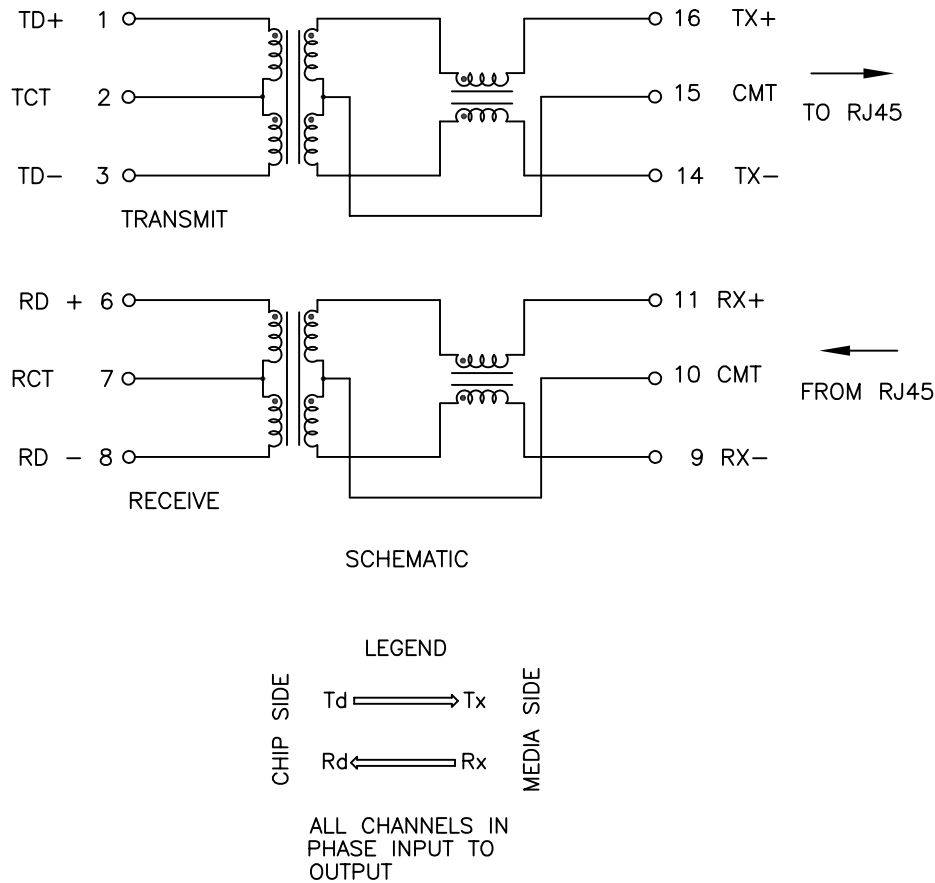 TD+ 1 16 TX+
TCT 2 15 CMT
TO RJ45
TD− 3 14 TX−
TRANSMIT
RD + 6 11 RX+
RCT 7 10 CMT
FROM RJ45
RD − 8 9 RX−
RECEIVE
SCHEMATIC
LEGEND
CHIP SIDE
Td Tx
Rd Rx
MEDIA SIDE
ALL CHANNELS IN
PHASE INPUT TO
OUTPUT